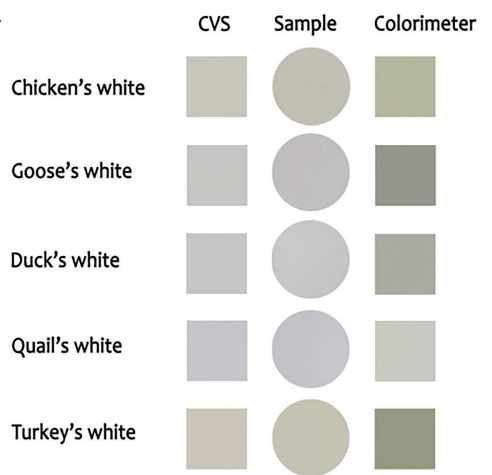 CVS Sample Colorimeter
Chicken's white
Goose's white
Duck's white
Quail's white
Turkey's white